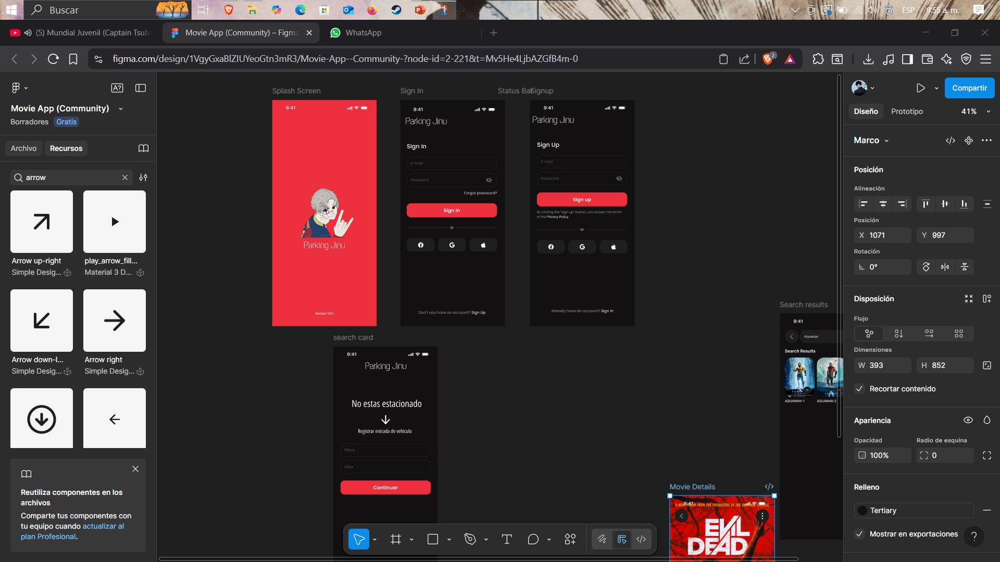 Buscar
ESP
9:55 a. m.
(5) Mundial Juvenil (Captain Tsub
Movie App (Community) – Figma
WhatsApp
figma.com/design/1VgyGxaBlZIUYeoGtn3mR3/Movie-App--Community-?node-id=2-221&t=Mv5He4LjbAZGfB4m-0
2
Movie App (Community)
Borradores
Gratis
Archivo
Recursos
arrow
Arrow up-right
Simple Desig...
play_arrow_fill...
Material 3 D...
Arrow down-l...
Simple Desig...
Arrow right
Simple Desig...
Reutiliza componentes en los
archivos
Comparte tus componentes con
tu equipo cuando actualizar al
plan Profesional.
Splash Screen
9:41
Parking Jinu
Version 1.0.1
Sign In
9:41
Parking Jinu
Sign In
E-mail
Password
Forgot password?
Sign in
or
Don't you have an account? Sign Up
Status Bar
Signup
9:41
Parking Jinu
Sign Up
E-mail
Password
Sign up
By clicking the "sign up" button, you accept the terms
of the Privacy Policy
or
Already have an account? Sign In
search card
9:41
Parking Jinu
No estas estacionado
Registrar entrada de vehiculo
Placa
Alias
Continuar
Search results
9:41
Aquaman
Search Results
AQUAMAN-1
AQUAMAN 2
Movie Details
9:41
A NEW VISION FROM THE PRODUCERS OF THE ORIGINAL CLASSIC
EVIL
DEAD
Compartir
Diseño
Prototipo
41%
Marco
Posición
Alineación
Posición
X 1071
Y 997
Rotación
0°
Disposición
Flujo
Dimensiones
W 393
H 852
Recortar contenido
Apariencia
Opacidad
Radio de esquina
100%
0
Relleno
Tertiary
Mostrar en exportaciones
?